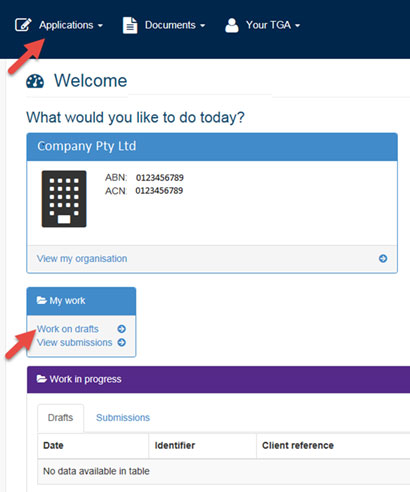 Applications Documents Your TGA
Welcome
What would you like to do today?
Company Pty Ltd
ABN: 0123456789
ACN: 0123456789
View my organisation
My work
Work on drafts
View submissions
Work in progress
Drafts Submissions
Date Identifier Client reference
No data available in table